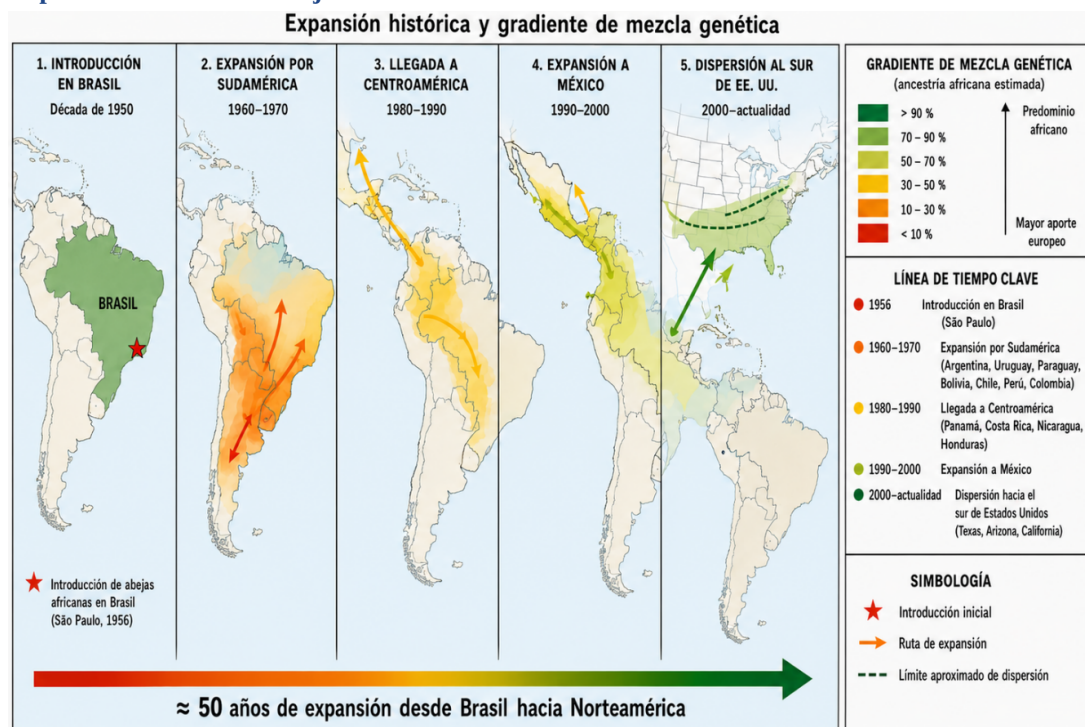 Expansión histórica y gradiente de mezcla genética
1. INTRODUCCIÓN
EN BRASIL
Década de 1950
BRASIL
Introducción de abejas
africanas en Brasil
(São Paulo, 1956)
2. EXPANSIÓN POR
SUDAMÉRICA
1960–1970
3. LLEGADA A
CENTROAMÉRICA
1980–1990
4. EXPANSIÓN A
MÉXICO
1990–2000
5. DISPERSIÓN AL SUR
DE EE. UU.
2000–actualidad
≈ 50 años de expansión desde Brasil hacia Norteamérica
GRADIENTE DE MEZCLA GENÉTICA
(ancestría africana estimada)
> 90 %
70 – 90 %
50 – 70 %
30 – 50 %
10 – 30 %
< 10 %
Predominio
africano
Mayor aporte
europeo
LÍNEA DE TIEMPO CLAVE
1956 Introducción en Brasil
(São Paulo)
1960–1970 Expansión por Sudamérica
(Argentina, Uruguay, Paraguay,
Bolivia, Chile, Perú, Colombia)
1980–1990 Llegada a Centroamérica
(Panamá, Costa Rica, Nicaragua,
Honduras)
1990–2000 Expansión a México
2000–actualidad Dispersión hacia el
sur de Estados Unidos
(Texas, Arizona, California)
SIMBOLOGÍA
Introducción inicial
Ruta de expansión
Límite aproximado de dispersión